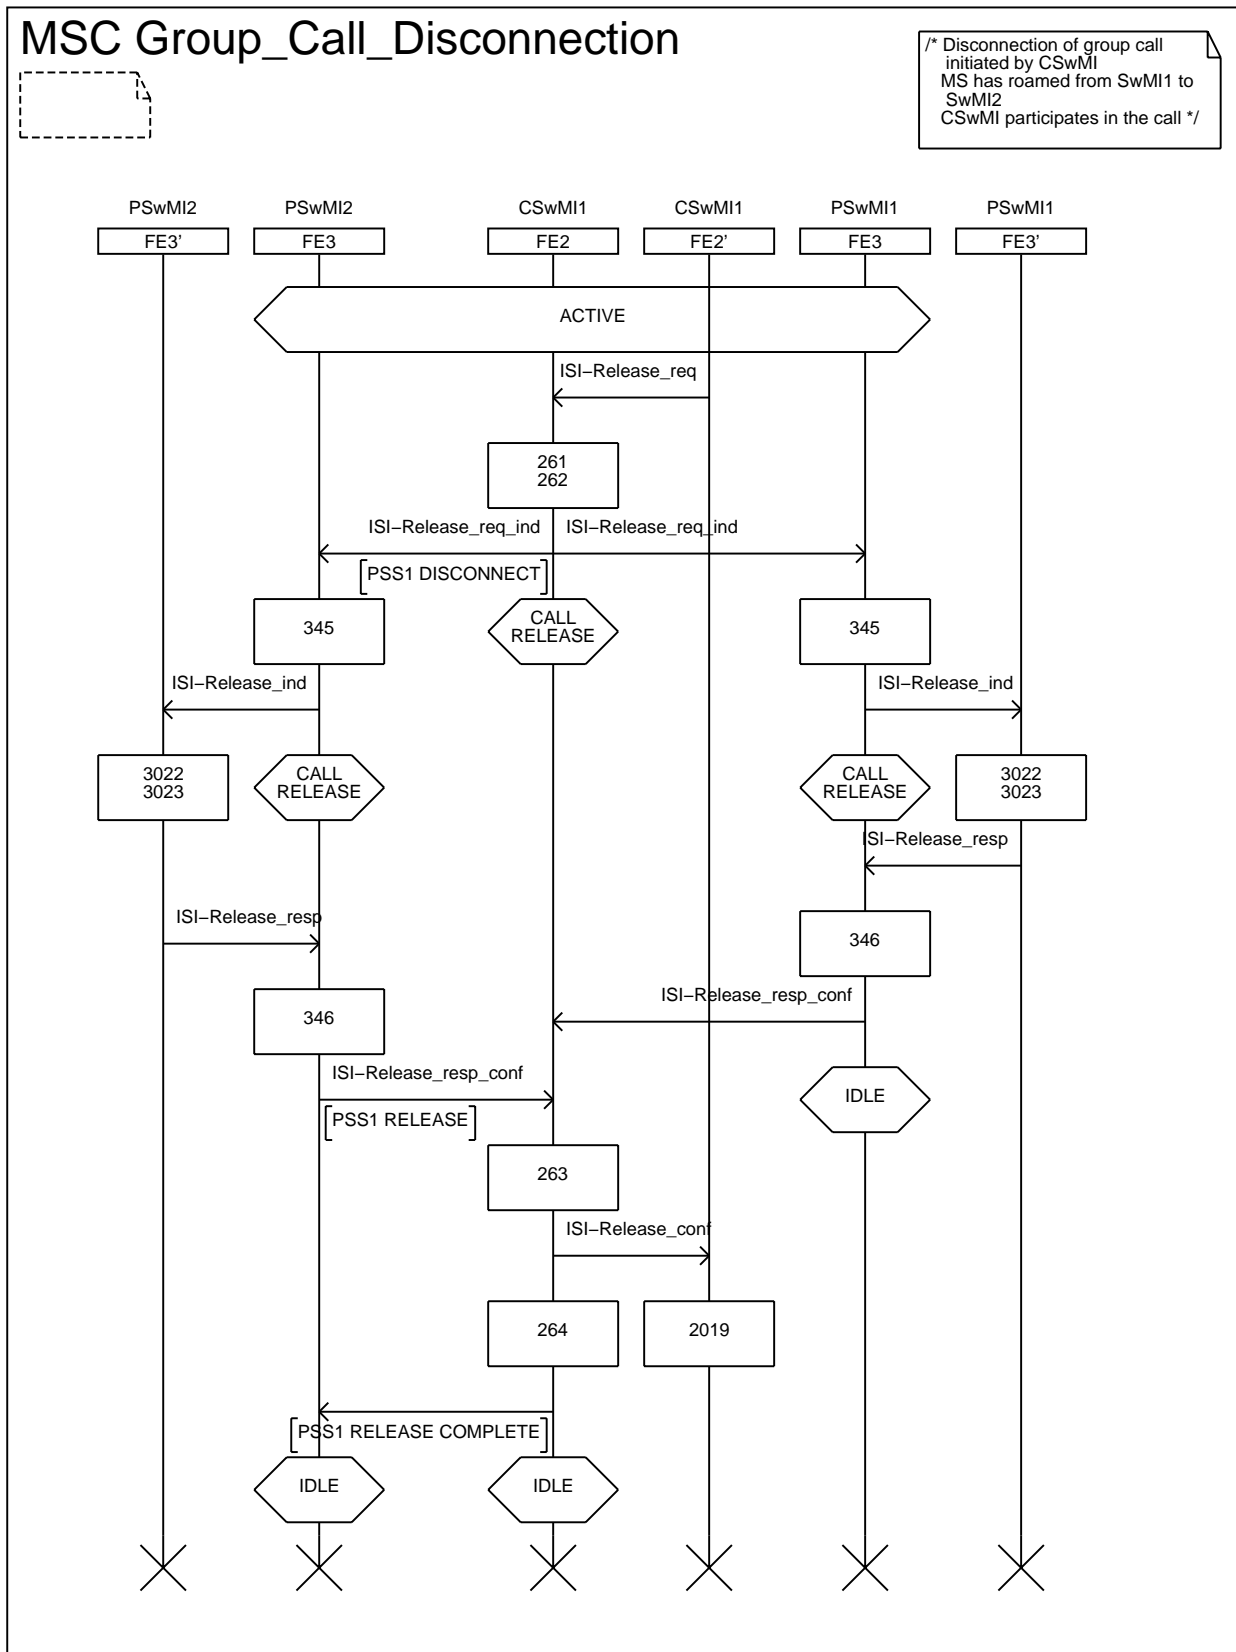 MSC Group_Call_Disconnection
/* Disconnection of group call
initiated by CSwMI
MS has roamed from SwMI1 to
SwMI2
CSwMI participates in the call */
PSwMI2 PSwMI2 CSwMI1 CSwMI1 PSwMI1 PSwMI1
FE3' FE3 FE2 FE2' FE3 FE3'
ACTIVE
ISI–Release_req
261
262
ISI–Release_req_ind ISI–Release_req_ind
PSS1 DISCONNECT
345
CALL
RELEASE
345
ISI–Release_ind ISI–Release_ind
3022
3023
CALL
RELEASE
CALL
RELEASE
3022
3023
ISI–Release_resp
ISI–Release_resp
346
ISI–Release_resp_conf
346
ISI–Release_resp_conf
IDLE
PSS1 RELEASE
263
ISI–Release_conf
264 2019
PSS1 RELEASE COMPLETE
IDLE IDLE